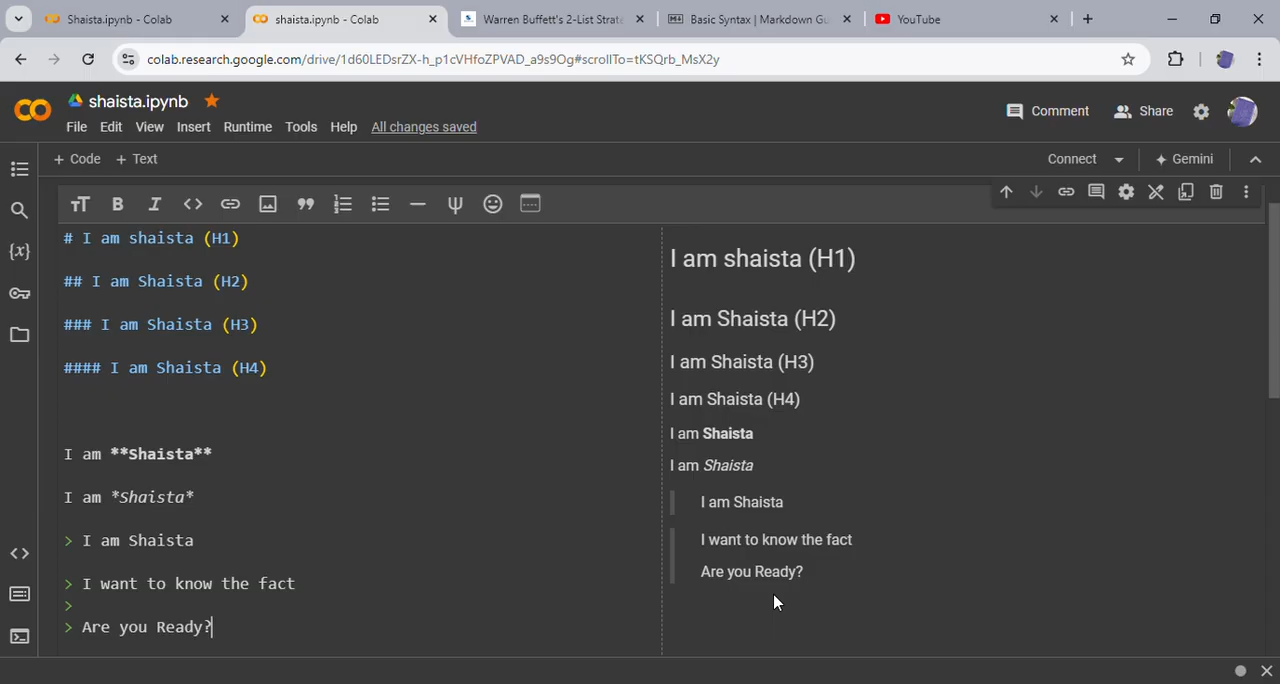 Shaista.ipynb - Colab
shaista.ipynb - Colab
Warren Buffett's 2-List Strate
Basic Syntax | Markdown Gu
YouTube
colab.research.google.com/drive/1d60LEDsrZX-h_p1cVHfoZPVAD_a9s9Og#scrollTo=tKSQrb_MsX2y
CO
shaista.ipynb
Comment
Share
File Edit View Insert Runtime Tools Help All changes saved
+ Code + Text
Connect
Gemini
# I am shaista (H1)
## I am Shaista (H2)
### I am Shaista (H3)
#### I am Shaista (H4)
I am **Shaista**
I am *Shaista*
> I am Shaista
> I want to know the fact
>
> Are you Ready?
I am shaista (H1)
I am Shaista (H2)
I am Shaista (H3)
I am Shaista (H4)
I am Shaista
I am Shaista
I am Shaista
I want to know the fact
Are you Ready?